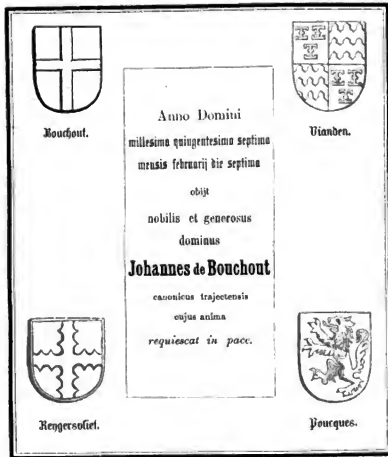 Bouchout.
Vianden.
Anno Domini
millesimo quingentesimo septimo
mensis februarij die septima
obijt
nobilis et generosus
dominus
Johannes de Bouchout
canonicus trajectensis
cujus anima
requiescat in pace.
Reygersvliet.
Poucques.